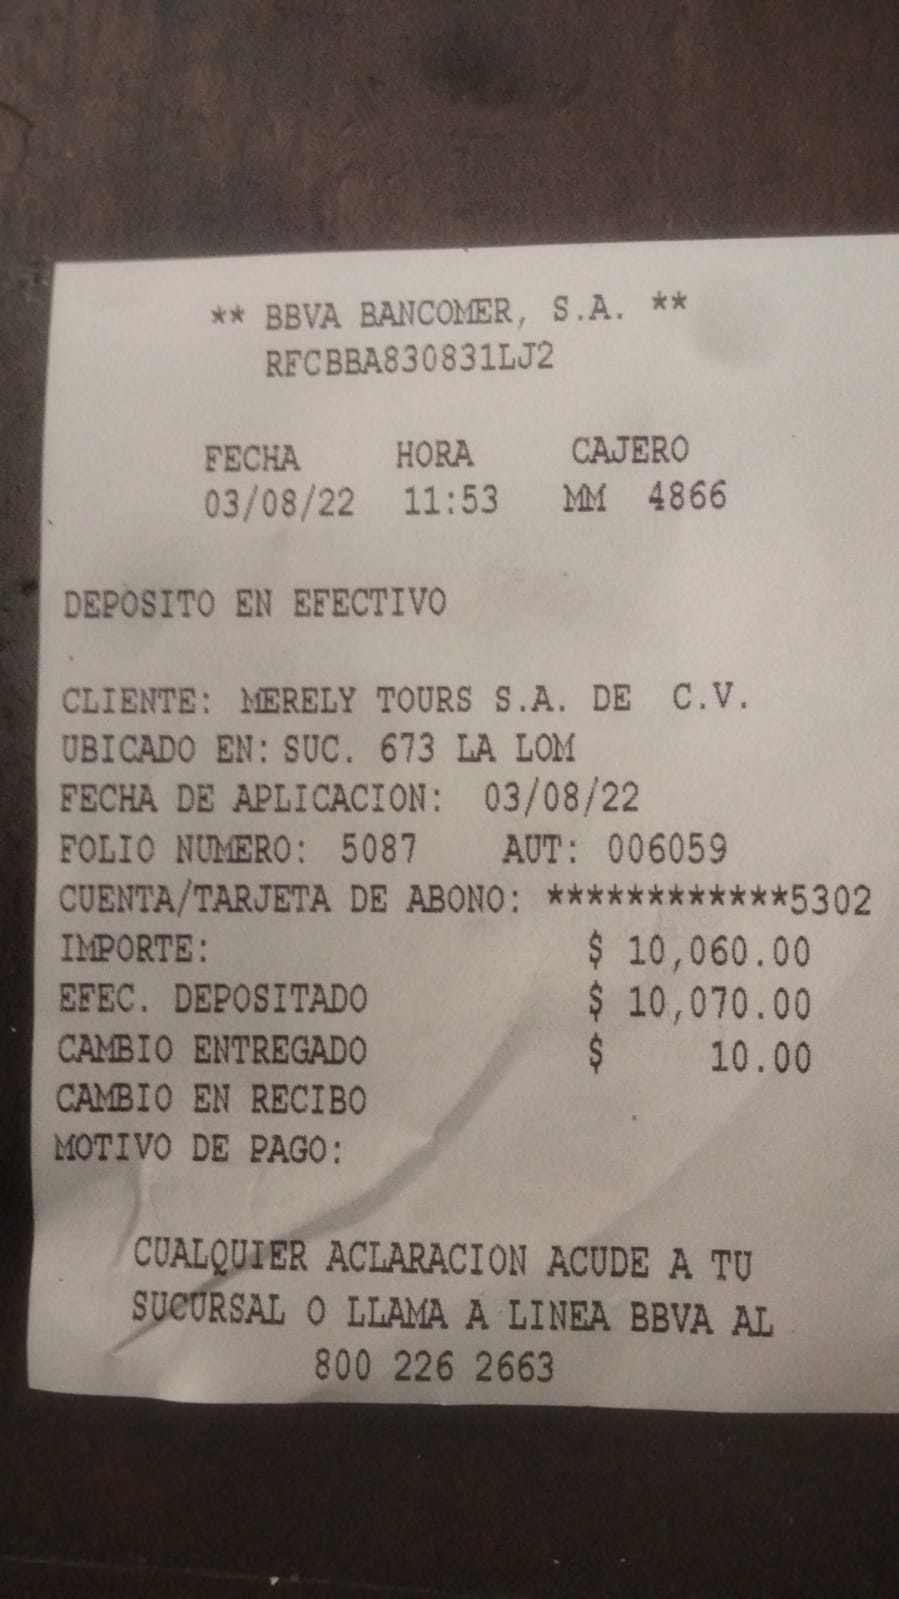 ** BBVA BANCOMER, S.A. **
RFCBBA830831LJ2
FECHA HORA CAJERO
03/08/22 11:53 MM 4866
DEPOSITO EN EFECTIVO
CLIENTE: MERELY TOURS S.A. DE C.V.
UBICADO EN: SUC. 673 LA LOM
FECHA DE APLICACION: 03/08/22
FOLIO NUMERO: 5087 AUT: 006059
CUENTA/TARJETA DE ABONO: ************5302
IMPORTE: $ 10,060.00
EFEC. DEPOSITADO $ 10,070.00
CAMBIO ENTREGADO $ 10.00
CAMBIO EN RECIBO
MOTIVO DE PAGO:
CUALQUIER ACLARACION ACUDE A TU
SUCURSAL O LLAMA A LINEA BBVA AL
800 226 2663